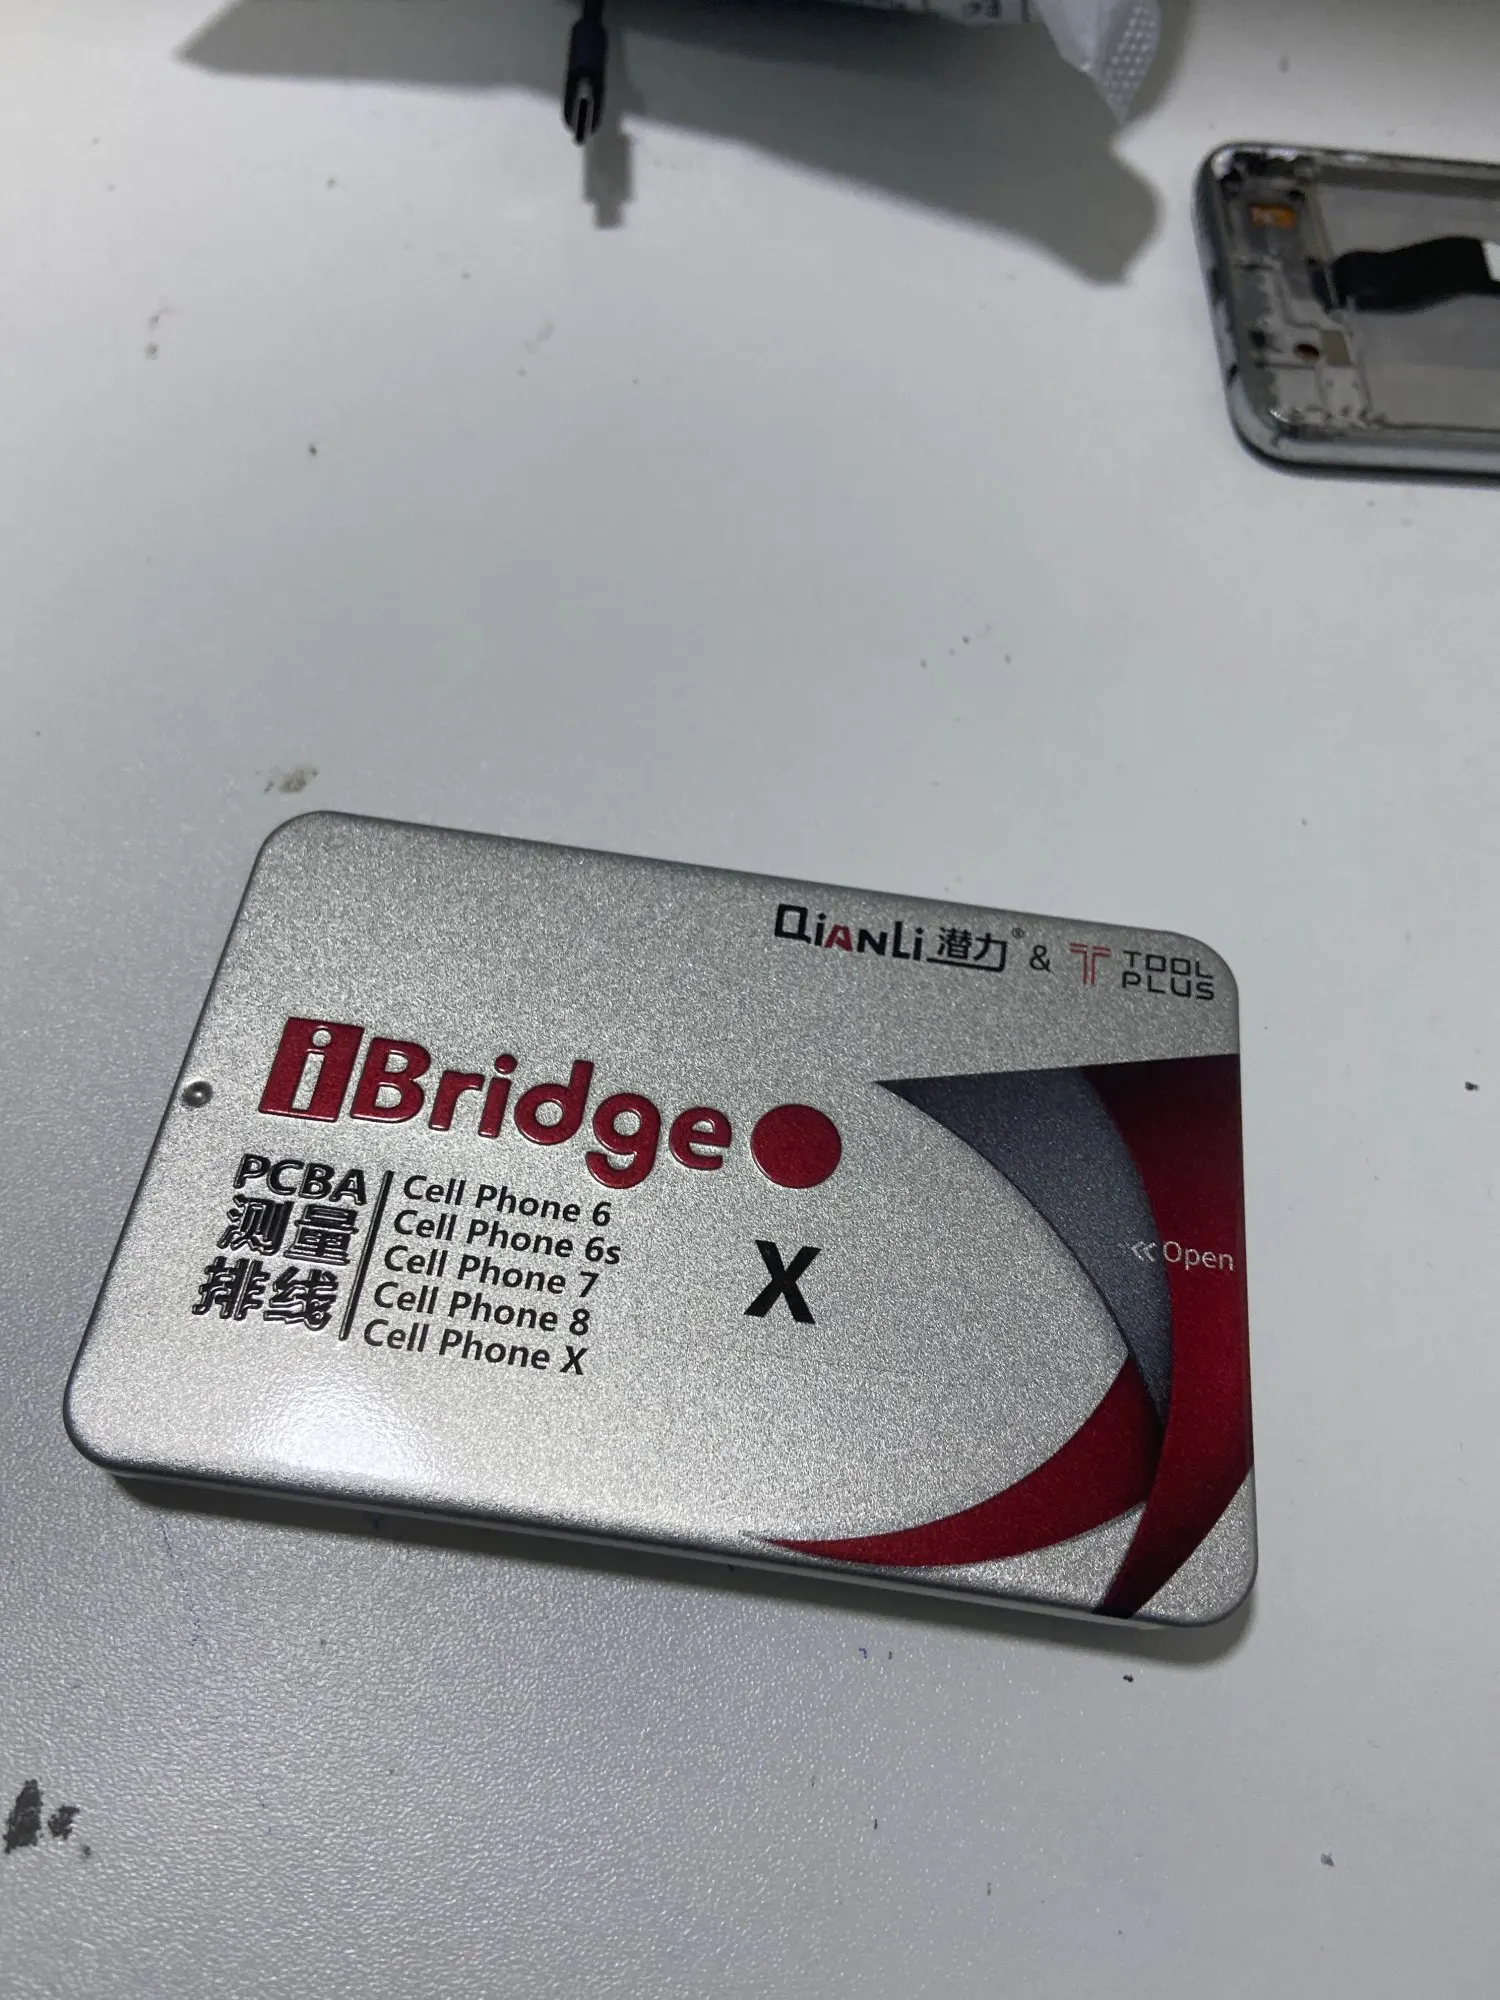 QiANLi 潜力® & T TOOL PLUS
iBridge
PCBA
测量
排线
Cell Phone 6
Cell Phone 6s
Cell Phone 7
Cell Phone 8
Cell Phone X
X
«Open